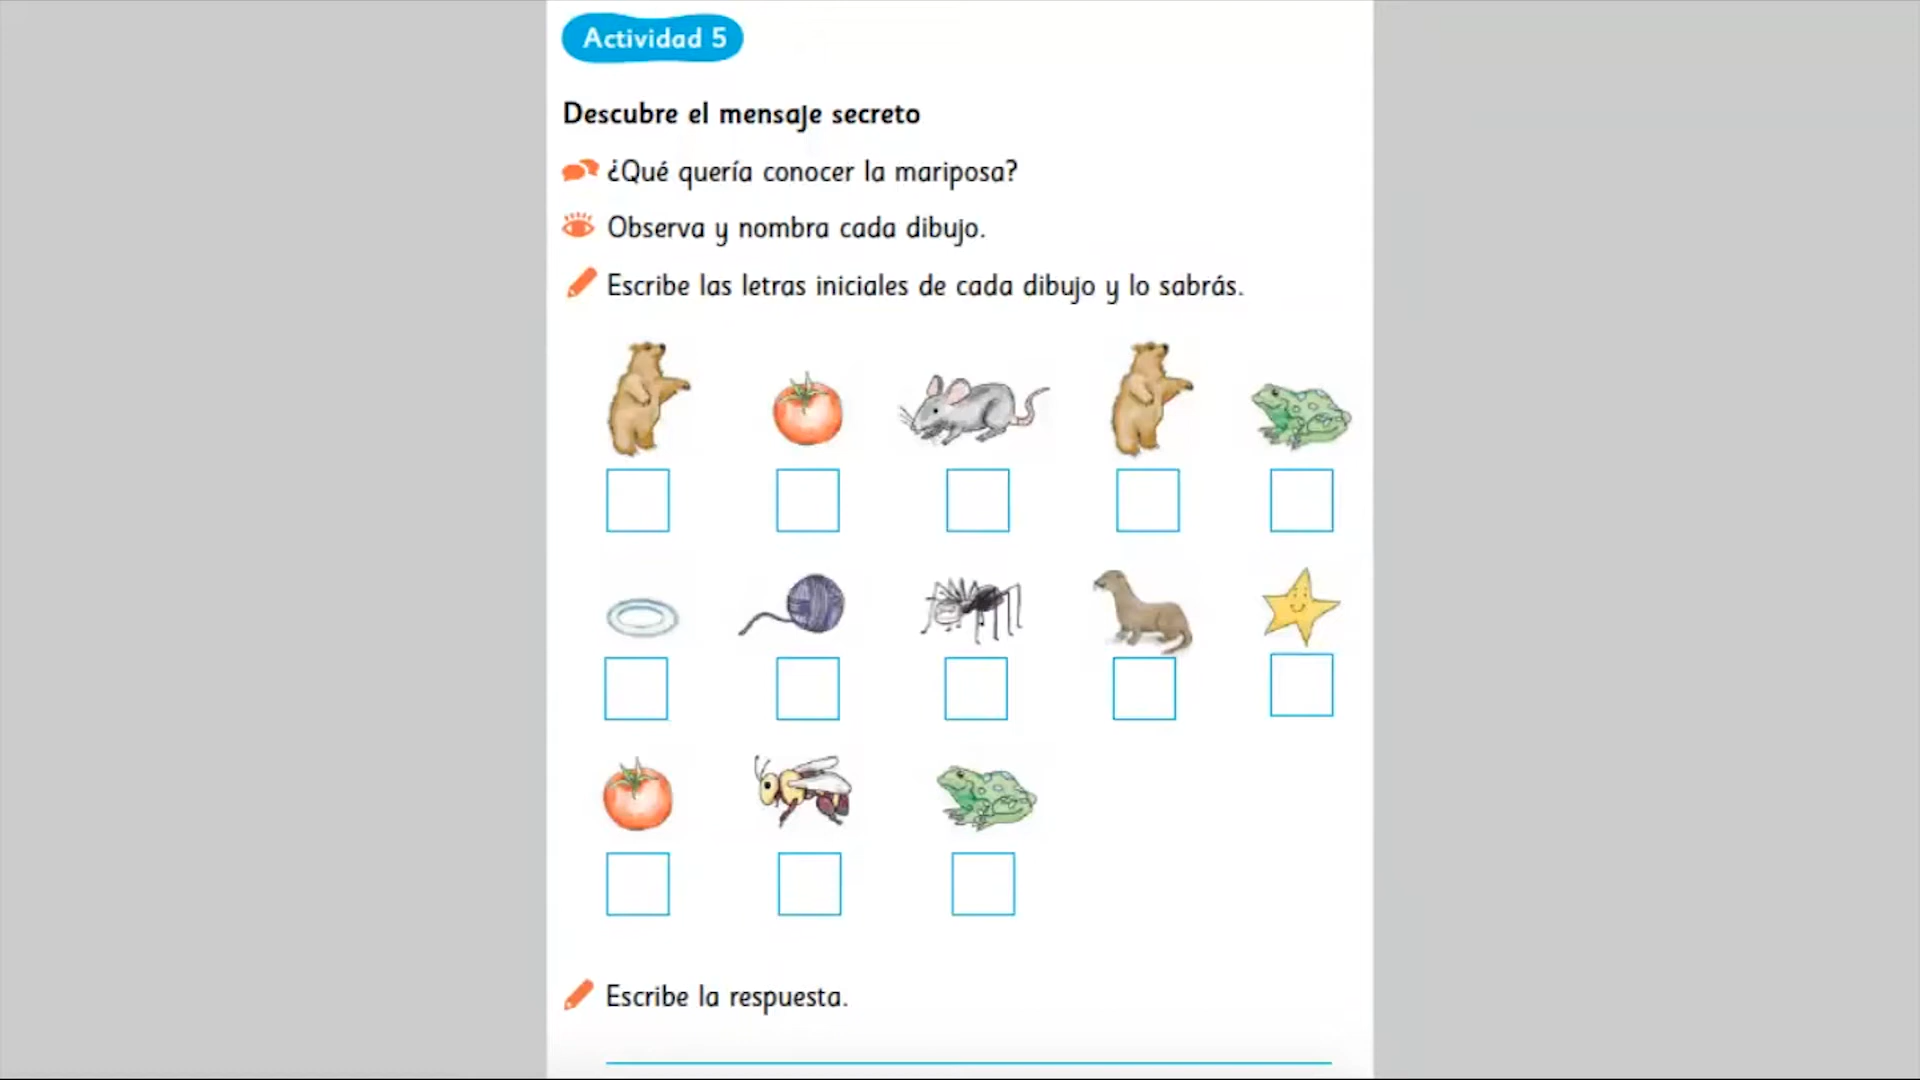 Actividad 5
Descubre el mensaje secreto
¿Qué quería conocer la mariposa?
Observa y nombra cada dibujo.
Escribe las letras iniciales de cada dibujo y lo sabrás.
Escribe la respuesta.